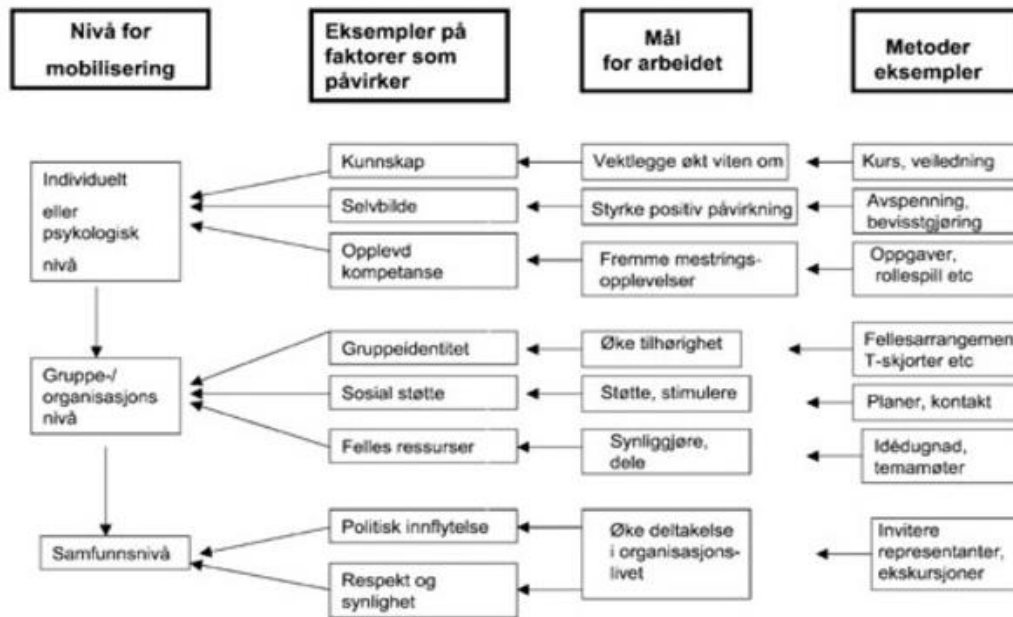 Nivå for
mobilisering
Eksempler på
faktorer som
påvirker
Mål
for arbeidet
Metoder
eksempler
Individuelt
eller
psykologisk
nivå
Kunnskap
Vektlegge økt viten om
Kurs, veiledning
Selvbilde
Styrke positiv påvirkning
Avspenning,
bevisstgjøring
Opplevd
kompetanse
Fremme mestrings-
opplevelser
Oppgaver,
rollespill etc
Gruppe-/
organisasjons
nivå
Gruppeidentitet
Øke tilhørighet
Fellesarrangemen
T-skjorter etc
Sosial støtte
Støtte, stimulere
Planer, kontakt
Felles ressurser
Synliggjøre,
dele
Idédugnad,
temamøter
Samfunnsnivå
Politisk innflytelse
Respekt og
synlighet
Øke deltakelse
i organisasjons-
livet
Invitere
representanter,
ekskursjoner